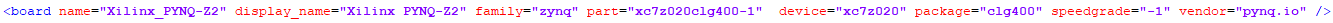 <board name="Xilinx_PYNQ-Z2" display_name="Xilinx PYNQ-Z2" family="zynq" part="xc7z020clg400-1"  device="xc7z020" package="clg400" speedgrade="-1" vendor="pynq.io" />